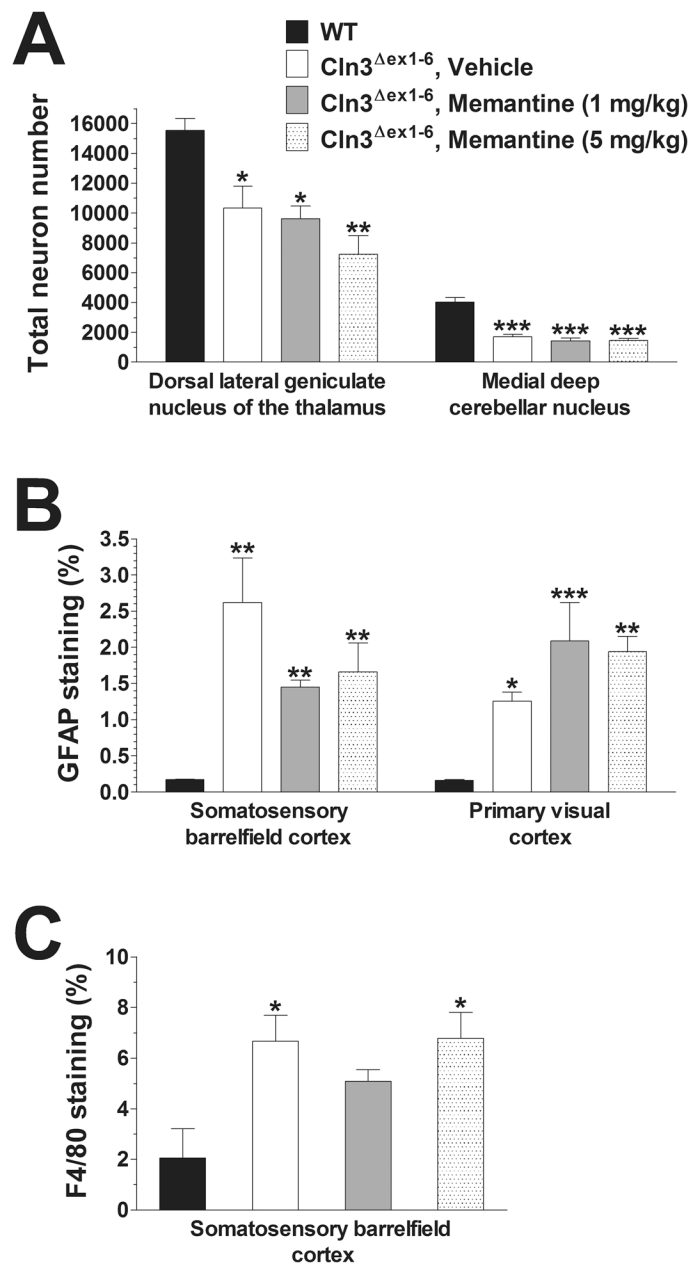 A
WT
Cln3Δex1-6, Vehicle
Cln3Δex1-6, Memantine (1 mg/kg)
Cln3Δex1-6, Memantine (5 mg/kg)
Total neuron number
16000
14000
12000
10000
8000
6000
4000
2000
0
*
*
**
***
***
***
Dorsal lateral geniculate
nucleus of the thalamus
Medial deep
cerebellar nucleus
B
GFAP staining (%)
3.5
3.0
2.5
2.0
1.5
1.0
0.5
0.0
**
**
**
*
***
**
Somatosensory
barrelfield cortex
Primary visual
cortex
C
F4/80 staining (%)
10
8
6
4
2
0
*
*
Somatosensory barrelfield
cortex